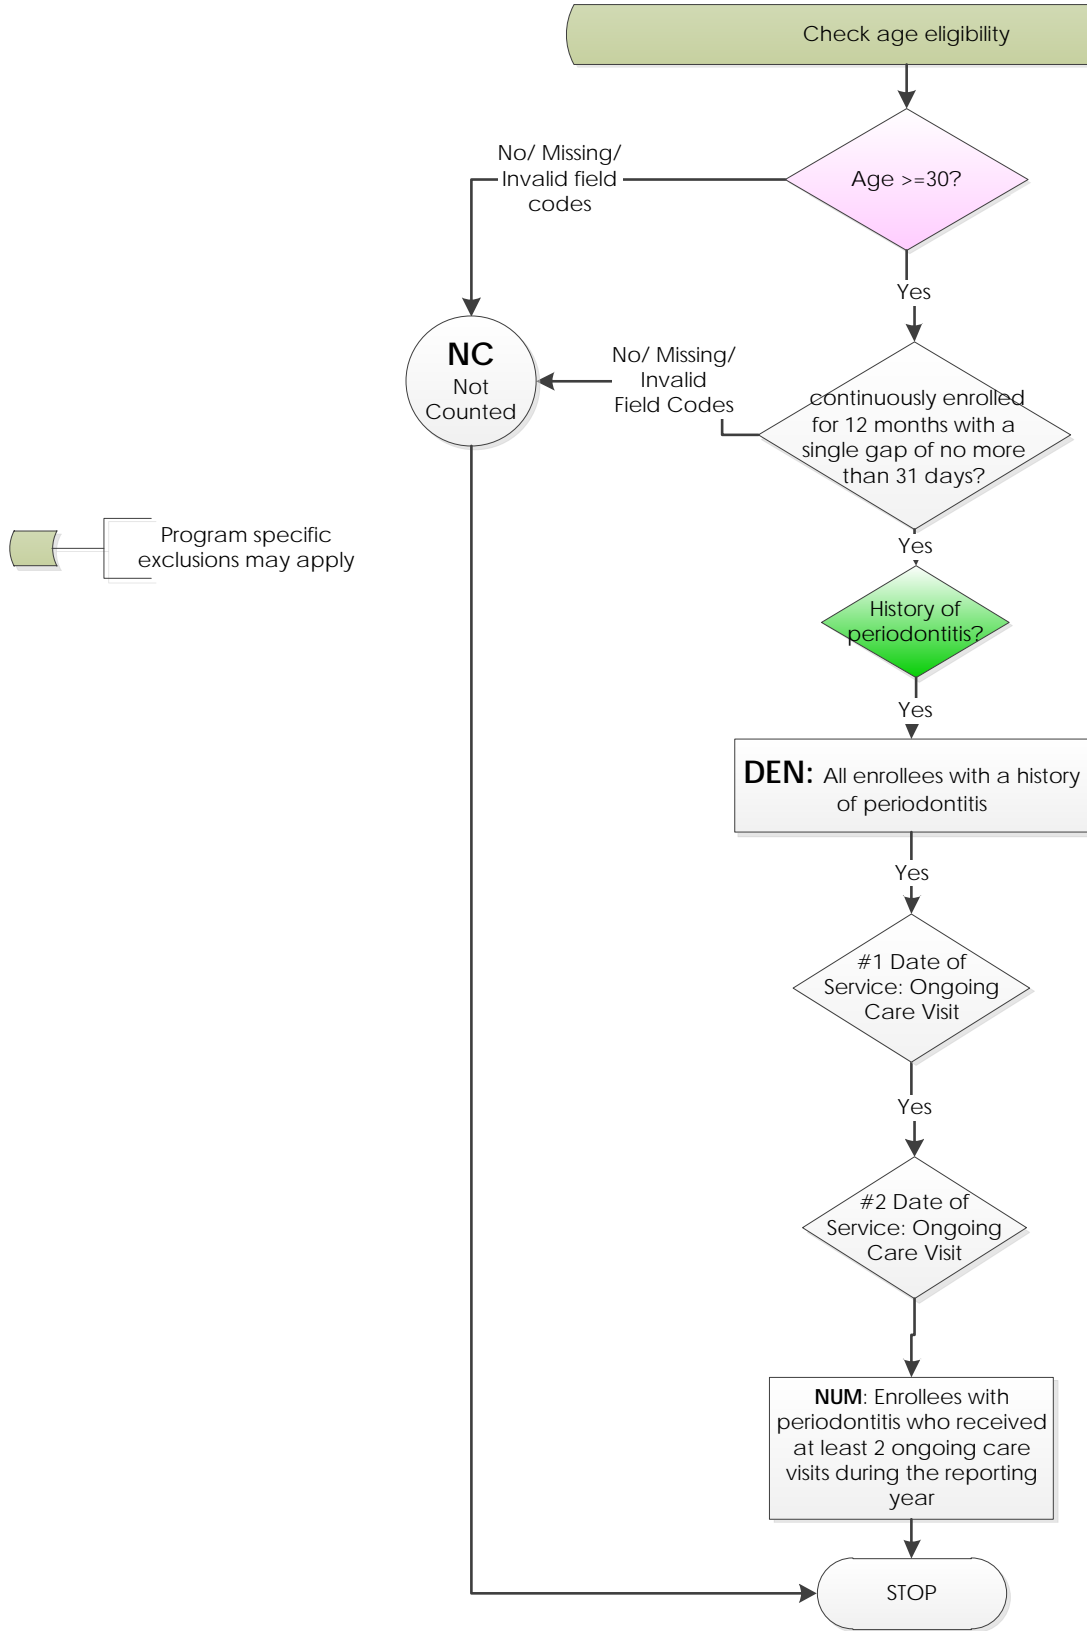 Check age eligibility
No/ Missing/
Invalid field
codes
Age >=30?
Yes
NC
Not
Counted
No/ Missing/
Invalid
Field Codes
continuously enrolled
for 12 months with a
single gap of no more
than 31 days?
Yes
Program specific
exclusions may apply
History of
periodontitis?
Yes
DEN: All enrollees with a history
of periodontitis
Yes
#1 Date of
Service: Ongoing
Care Visit
Yes
#2 Date of
Service: Ongoing
Care Visit
NUM: Enrollees with
periodontitis who received
at least 2 ongoing care
visits during the reporting
year
STOP